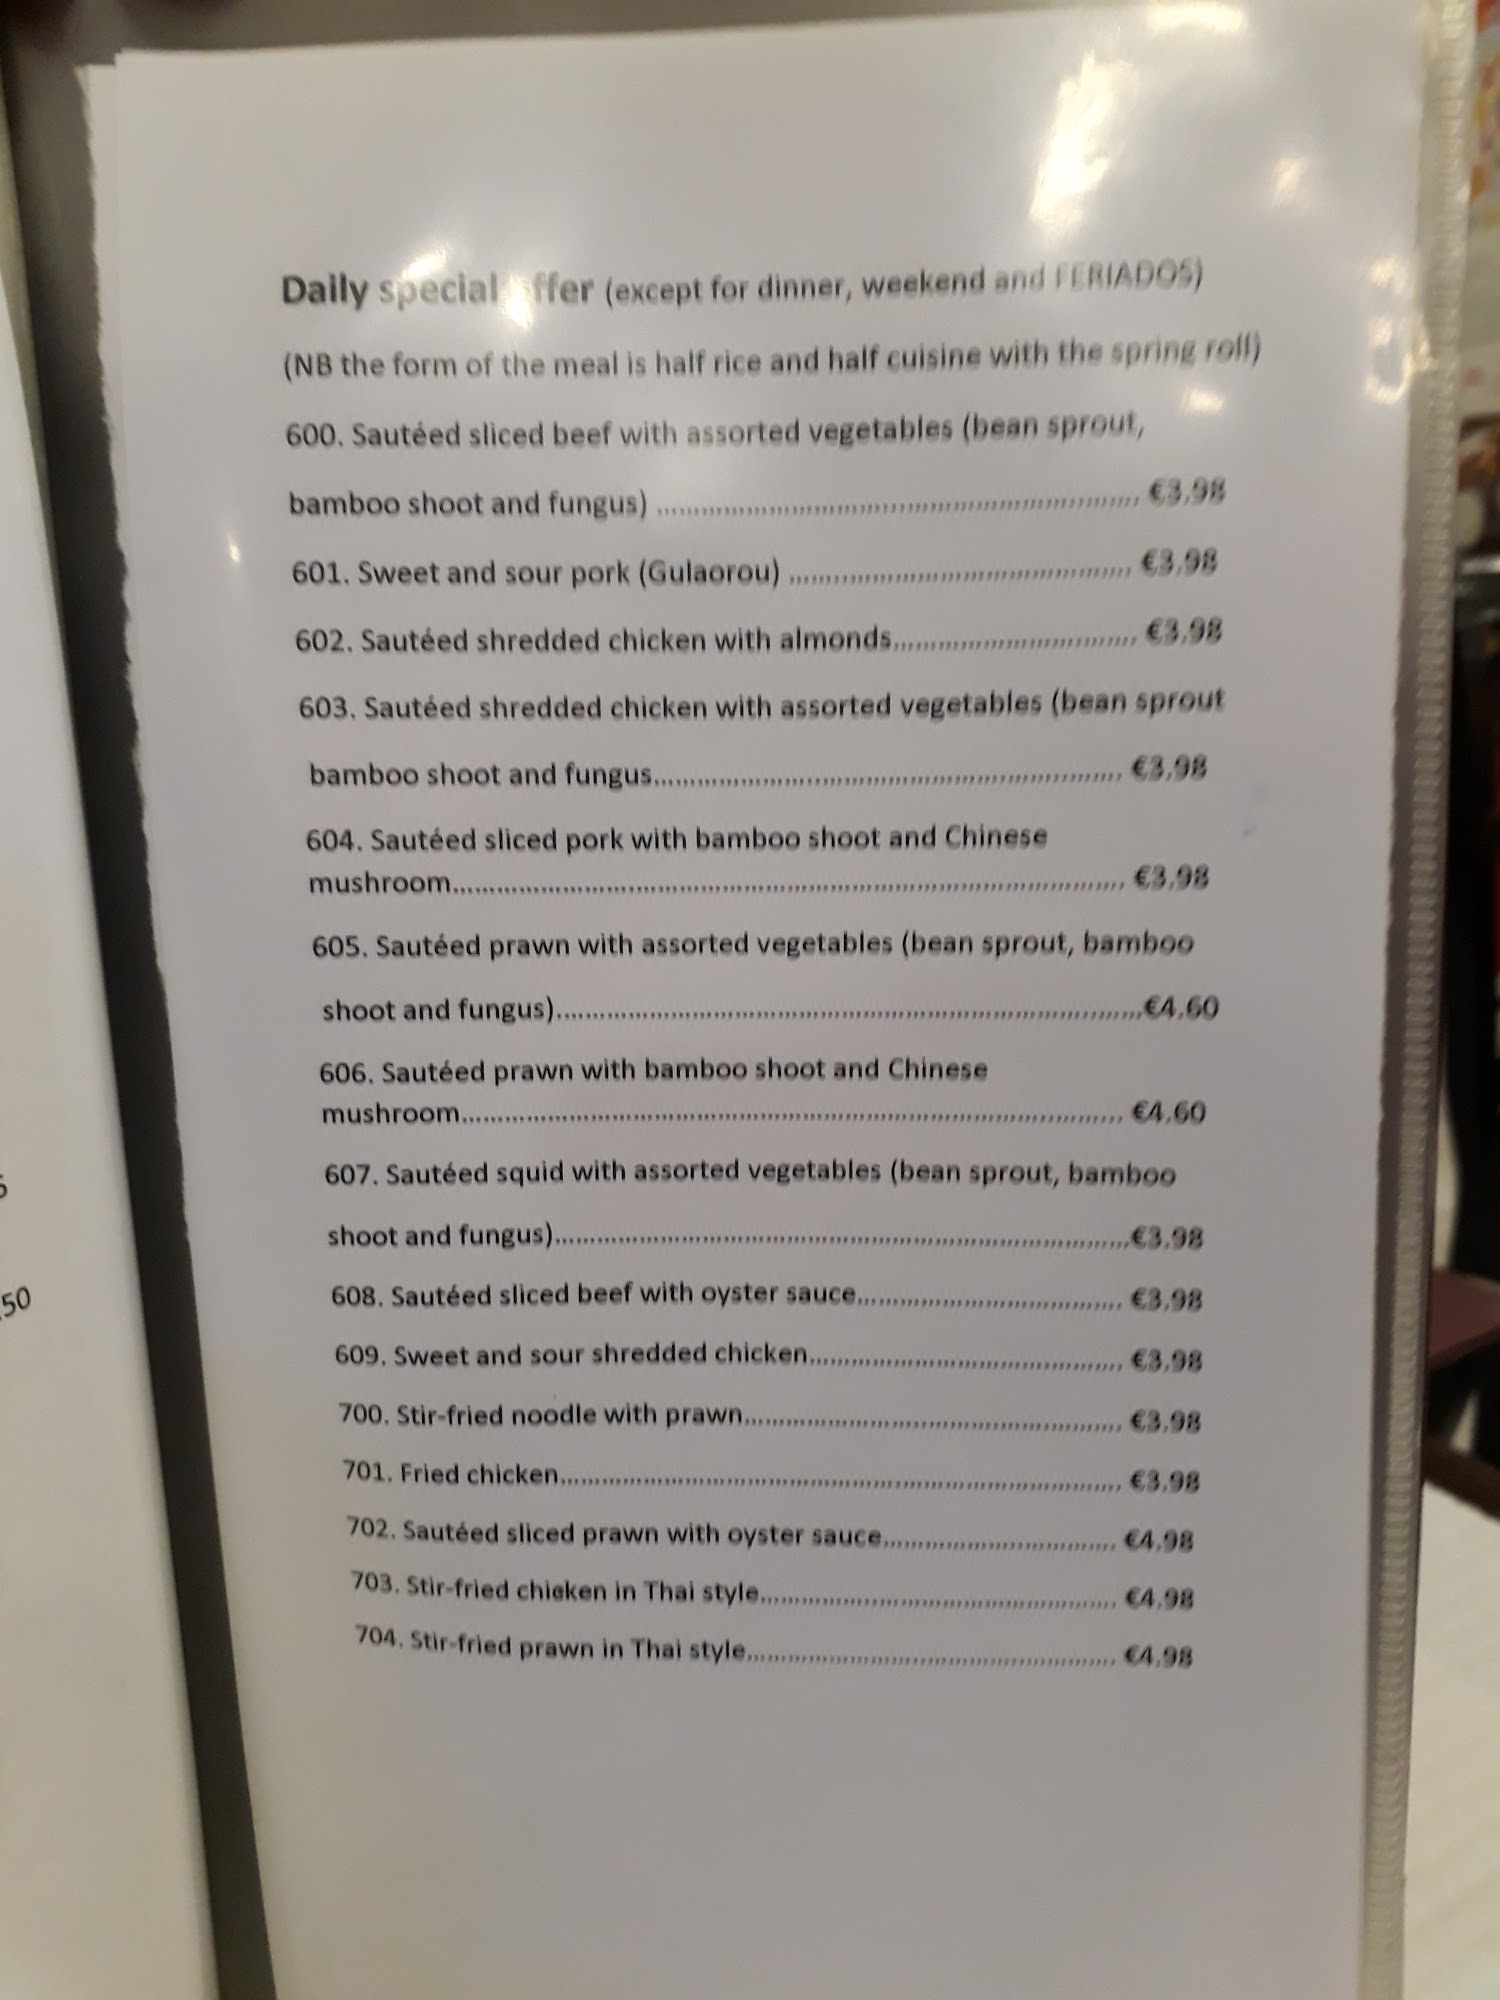 Daily special offer (except for dinner, weekend and FERIADOS)
(NB the form of the meal is half rice and half cuisine with the spring roll)
600. Sautéed sliced beef with assorted vegetables (bean sprout,
bamboo shoot and fungus) ........................................................ €3.98
601. Sweet and sour pork (Gulaorou) ........................................ €3.98
602. Sautéed shredded chicken with almonds............................ €3.98
603. Sautéed shredded chicken with assorted vegetables (bean sprout
bamboo shoot and fungus...................................................... €3.98
604. Sautéed sliced pork with bamboo shoot and Chinese
mushroom............................................................................. €3.98
605. Sautéed prawn with assorted vegetables (bean sprout, bamboo
shoot and fungus)....................................................................€4.60
606. Sautéed prawn with bamboo shoot and Chinese
mushroom............................................................................. €4.60
607. Sautéed squid with assorted vegetables (bean sprout, bamboo
shoot and fungus)....................................................................€3.98
608. Sautéed sliced beef with oyster sauce............................... €3.98
609. Sweet and sour shredded chicken..................................... €3.98
700. Stir-fried noodle with prawn............................................. €3.98
701. Fried chicken................................................................... €3.98
702. Sautéed sliced prawn with oyster sauce............................ €4.98
703. Stir-fried chicken in Thai style........................................... €4.98
704. Stir-fried prawn in Thai style............................................. €4.98
50